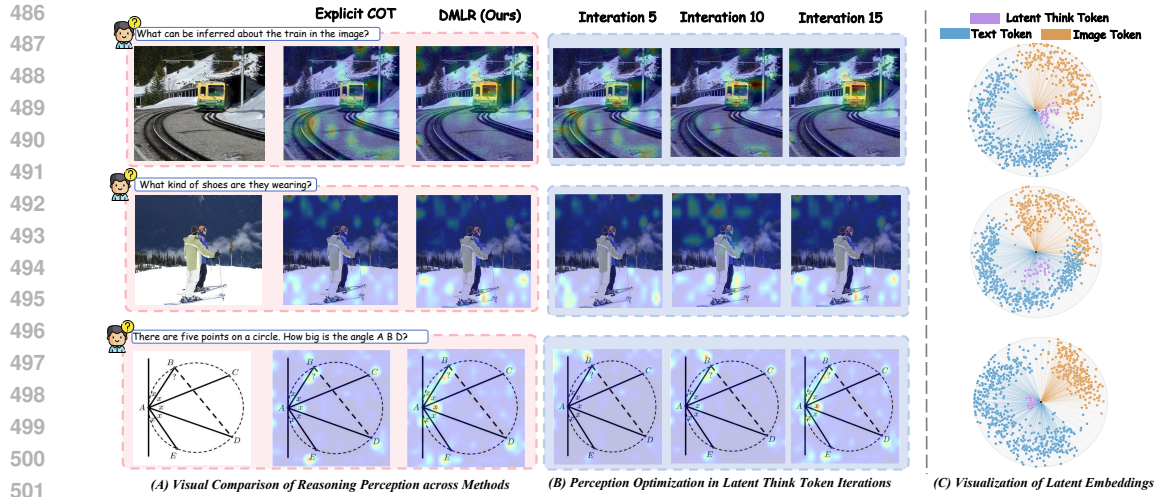 486
487
488
489
490
491
492
493
494
495
496
497
498
499
500
501
Explicit COT
DMLR (Ours)
Interation 5
Interation 10
Interation 15
Latent Think Token
Text Token
Image Token
What can be inferred about the train in the image?
What kind of shoes are they wearing?
There are five points on a circle. How big is the angle A B D?
B
?
C
x
x
A
x
x
D
E
B
?
C
x
A
x
D
E
B
?
C
x
A
x
D
E
B
?
C
x
A
x
D
E
B
?
C
x
A
x
D
E
B
?
C
x
A
x
D
E
(A) Visual Comparison of Reasoning Perception across Methods
(B) Perception Optimization in Latent Think Token Iterations
(C) Visualization of Latent Embeddings